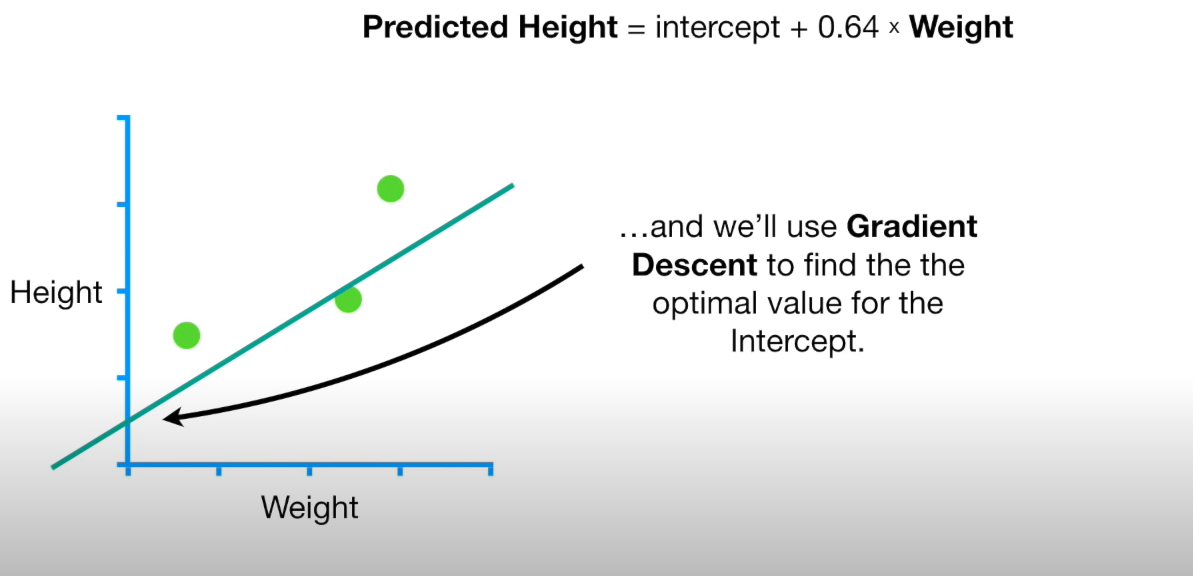 Predicted Height = intercept + 0.64 x Weight
…and we’ll use Gradient
Descent to find the the
optimal value for the
Intercept.
Height
Weight